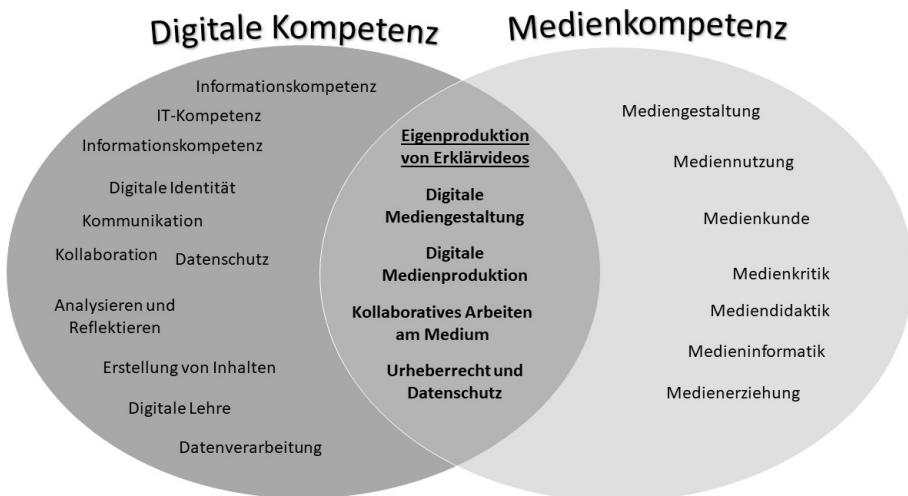 Digitale Kompetenz
Medienkompetenz
Informationskompetenz
IT-Kompetenz
Informationskompetenz
Digitale Identität
Kommunikation
Kollaboration
Datenschutz
Analysieren und
Reflektieren
Erstellung von Inhalten
Digitale Lehre
Datenverarbeitung
Eigenproduktion
von Erklärvideos
Digitale
Mediengestaltung
Digitale
Medienproduktion
Kollaboratives Arbeiten
am Medium
Urheberrecht und
Datenschutz
Mediengestaltung
Mediennutzung
Medienkunde
Medienkritik
Mediendidaktik
Medieninformatik
Medienerziehung